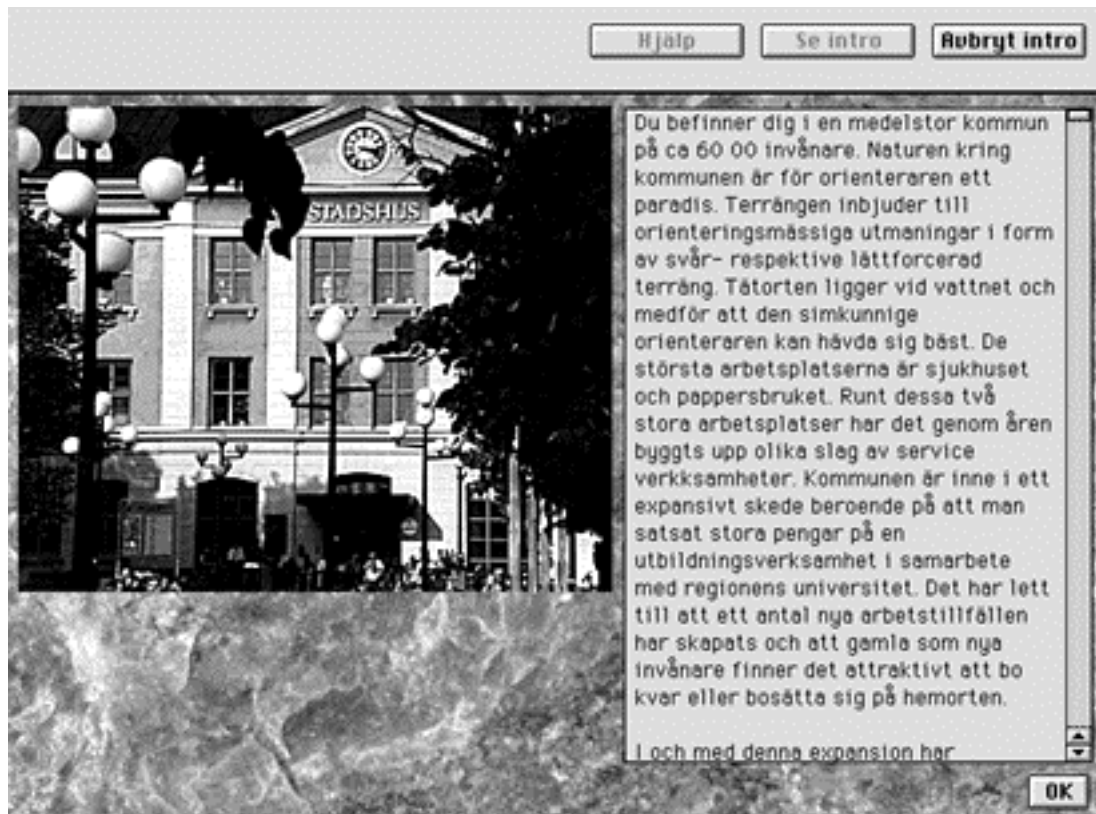 Hjälp
Se intro
Avbryt intro
STADSHUS
Du befinner dig i en medelstor kommun
på ca 60 00 invånare. Naturen kring
kommunen är för orienteraren ett
paradis. Terrängen inbjuder till
orienteringsmässiga utmaningar i form
av svår- respektive lättforcerad
terräng. Tätorten ligger vid vattnet och
medför att den simkunnige
orienteraren kan hävda sig bäst. De
största arbetsplatserna är sjukhuset
och pappersbruket. Runt dessa två
stora arbetsplatser har det genom åren
byggts upp olika slag av service
verkksamheter. Kommunen är inne i ett
expansivt skede beroende på att man
satsat stora pengar på en
utbildningsverksamhet i samarbete
med regionens universitet. Det har lett
till att ett antal nya arbetstillfällen
har skapats och att gamla som nya
invånare finner det attraktivt att bo
kvar eller bosätta sig på hemorten.
I och med denna expansion har
OK